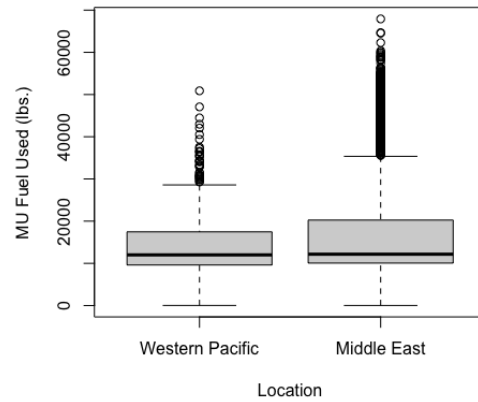 60000
40000
20000
0
MU Fuel Used (lbs.)
Western Pacific
Middle East
Location